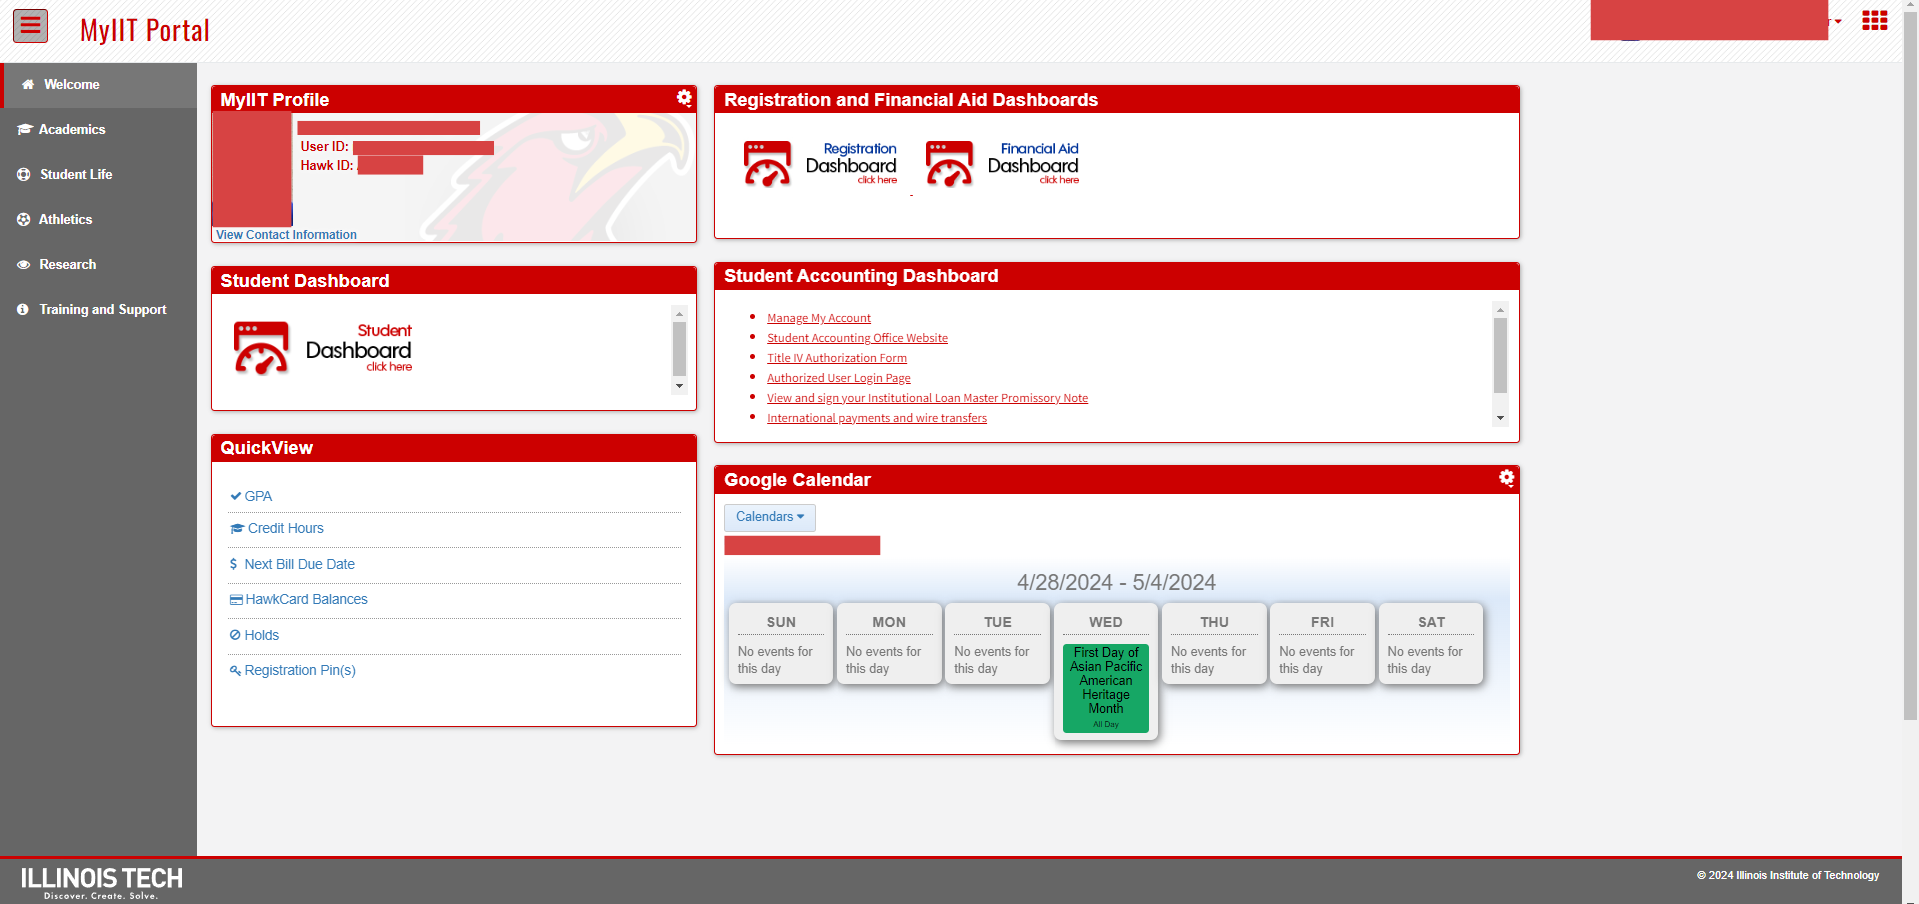 MyIIT Portal
Welcome
Academics
Student Life
Athletics
Research
Training and Support
MyIIT Profile
User ID:
Hawk ID:
View Contact Information
Student Dashboard
Student
Dashboard
click here
QuickView
GPA
Credit Hours
Next Bill Due Date
HawkCard Balances
Holds
Registration Pin(s)
Registration and Financial Aid Dashboards
Registration
Dashboard
click here
Financial Aid
Dashboard
click here
Student Accounting Dashboard
Manage My Account
Student Accounting Office Website
Title IV Authorization Form
Authorized User Login Page
View and sign your Institutional Loan Master Promissory Note
International payments and wire transfers
Google Calendar
Calendars
4/28/2024 - 5/4/2024
SUN
No events for
this day
MON
No events for
this day
TUE
No events for
this day
WED
First Day of
Asian Pacific
American
Heritage
Month
All Day
THU
No events for
this day
FRI
No events for
this day
SAT
No events for
this day
ILLINOIS TECH
Discover. Create. Solve.
© 2024 Illinois Institute of Technology